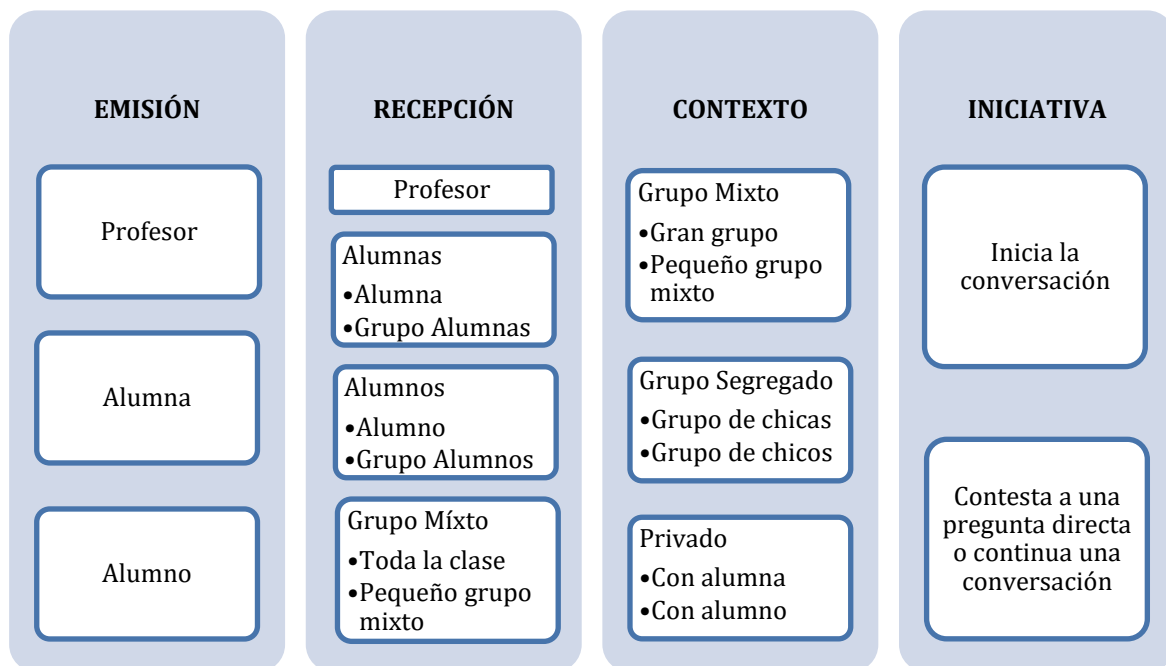 EMISIÓN
Profesor
Alumna
Alumno
RECEPCIÓN
Profesor
Alumnas
•Alumna
•Grupo Alumnas
Alumnos
•Alumno
•Grupo Alumnos
Grupo Míxto
•Toda la clase
•Pequeño grupo
mixto
CONTEXTO
Grupo Mixto
•Gran grupo
•Pequeño grupo
mixto
Grupo Segregado
•Grupo de chicas
•Grupo de chicos
Privado
•Con alumna
•Con alumno
INICIATIVA
Inicia la
conversación
Contesta a una
pregunta directa
o continua una
conversación